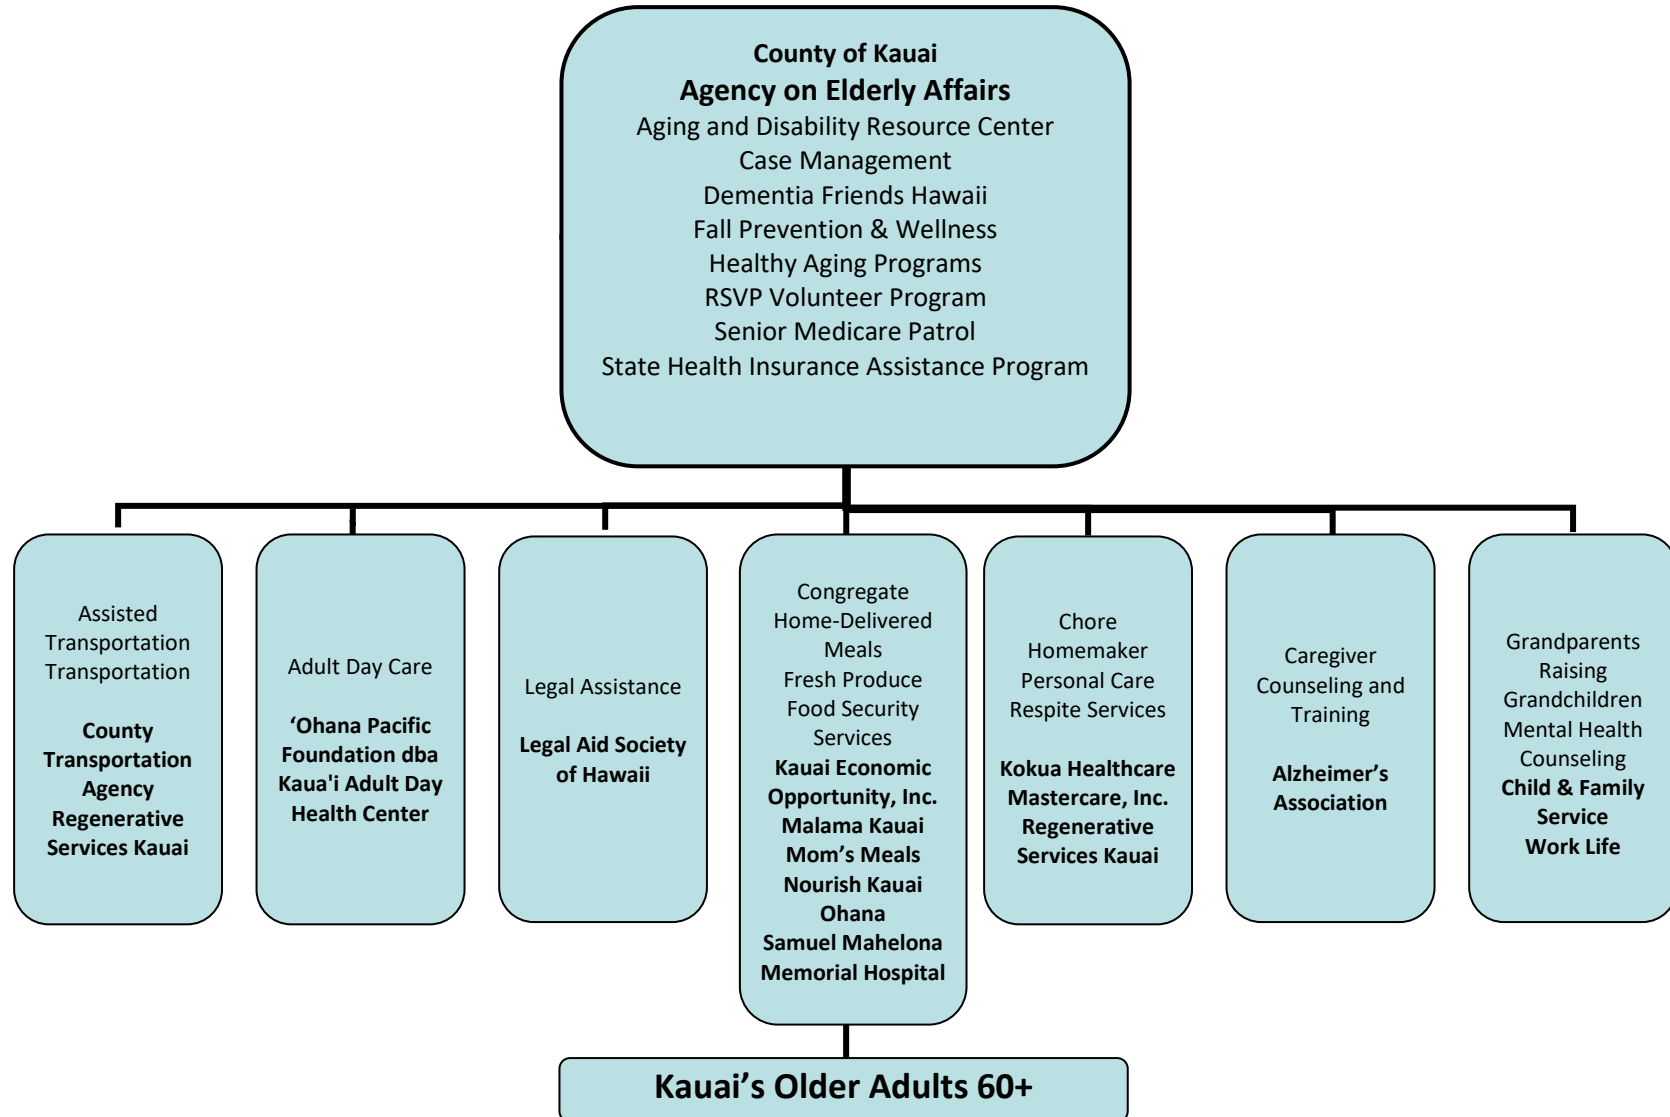 County of Kauai
Agency on Elderly Affairs
Aging and Disability Resource Center
Case Management
Dementia Friends Hawaii
Fall Prevention & Wellness
Healthy Aging Programs
RSVP Volunteer Program
Senior Medicare Patrol
State Health Insurance Assistance Program
Assisted
Transportation
Transportation
County
Transportation
Agency
Regenerative
Services Kauai
Adult Day Care
‘Ohana Pacific
Foundation dba
Kaua'i Adult Day
Health Center
Legal Assistance
Legal Aid Society
of Hawaii
Congregate
Home-Delivered
Meals
Fresh Produce
Food Security
Services
Kauai Economic
Opportunity, Inc.
Malama Kauai
Mom’s Meals
Nourish Kauai
Ohana
Samuel Mahelona
Memorial Hospital
Chore
Homemaker
Personal Care
Respite Services
Kokua Healthcare
Mastercare, Inc.
Regenerative
Services Kauai
Caregiver
Counseling and
Training
Alzheimer’s
Association
Grandparents
Raising
Grandchildren
Mental Health
Counseling
Child & Family
Service
Work Life
Kauai’s Older Adults 60+